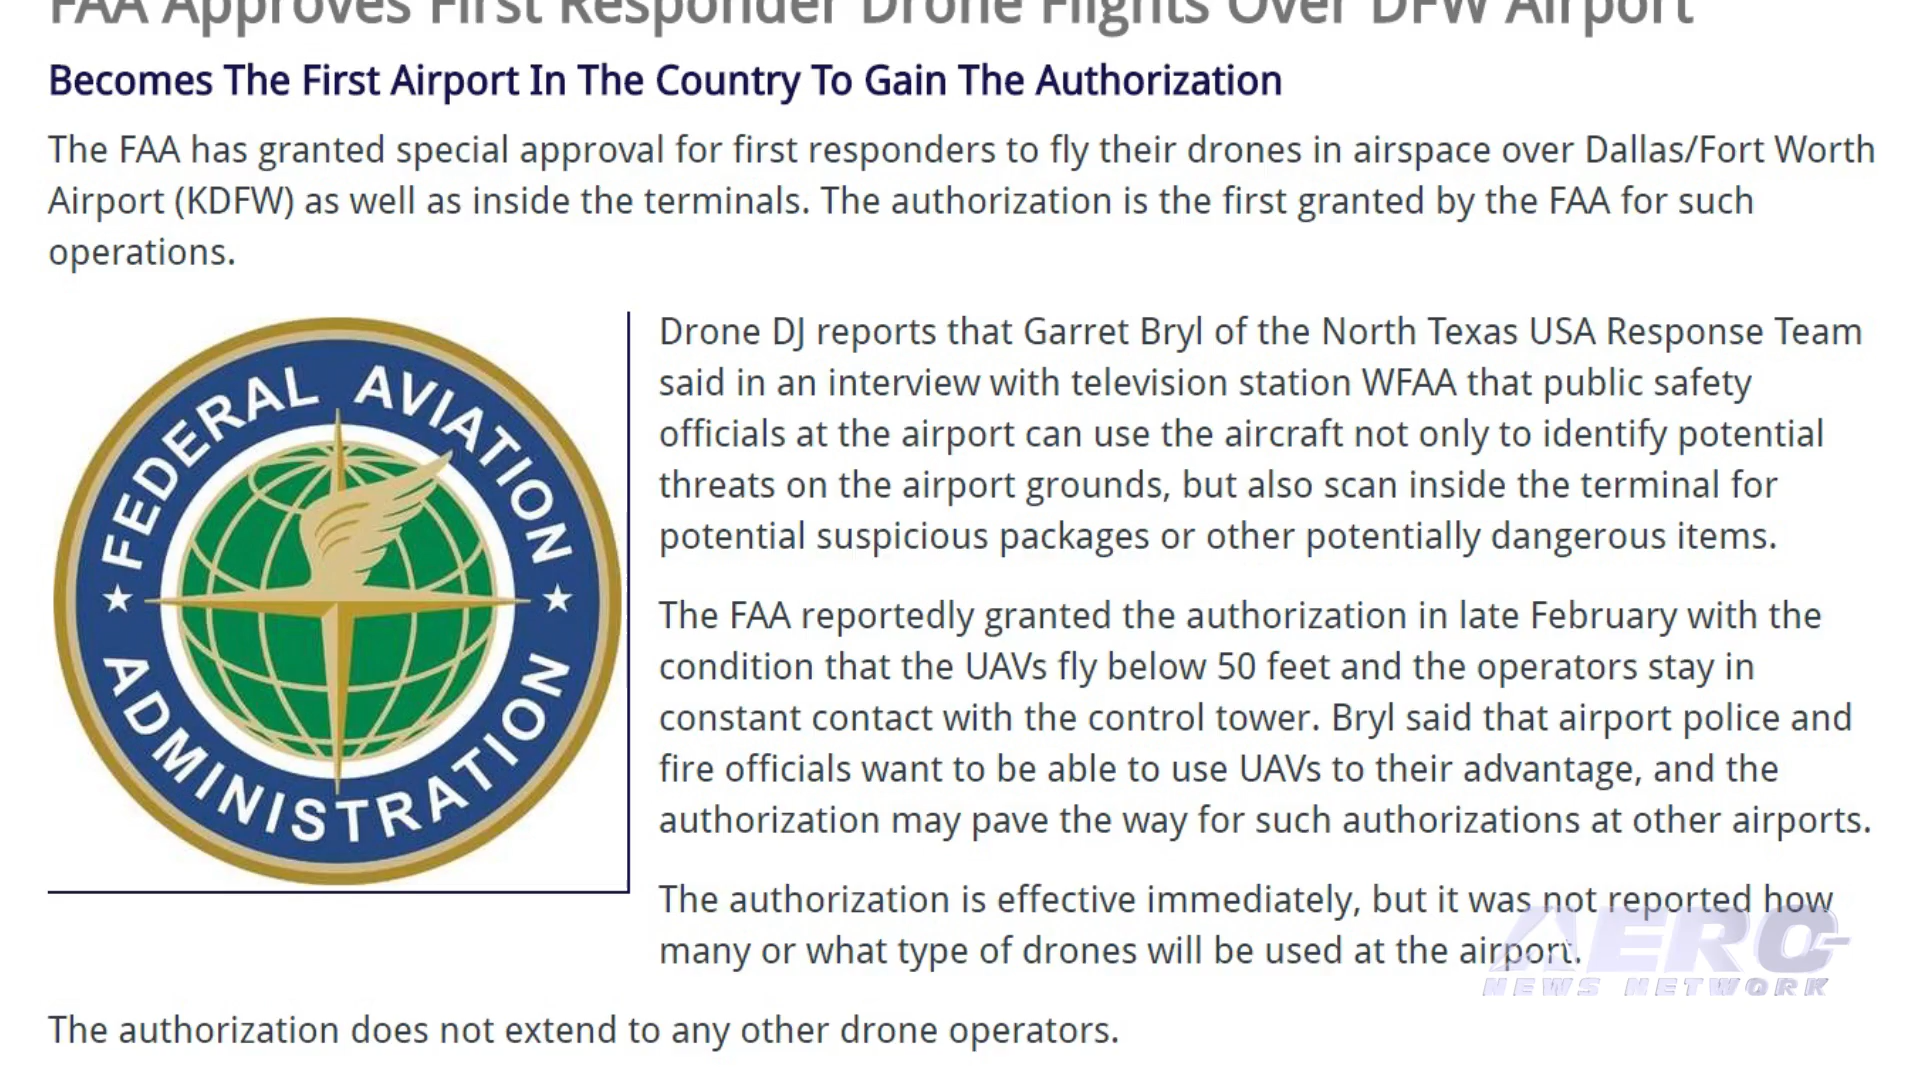 FAA Approves First Responder Drone Flights Over DFW Airport
Becomes The First Airport In The Country To Gain The Authorization
The FAA has granted special approval for first responders to fly their drones in airspace over Dallas/Fort Worth
Airport (KDFW) as well as inside the terminals. The authorization is the first granted by the FAA for such
operations.
FEDERAL AVIATION
ADMINISTRATION
Drone DJ reports that Garret Bryl of the North Texas USA Response Team
said in an interview with television station WFAA that public safety
officials at the airport can use the aircraft not only to identify potential
threats on the airport grounds, but also scan inside the terminal for
potential suspicious packages or other potentially dangerous items.
The FAA reportedly granted the authorization in late February with the
condition that the UAVs fly below 50 feet and the operators stay in
constant contact with the control tower. Bryl said that airport police and
fire officials want to be able to use UAVs to their advantage, and the
authorization may pave the way for such authorizations at other airports.
The authorization is effective immediately, but it was not reported how
many or what type of drones will be used at the airport.
AERO
NEWS NETWORK
The authorization does not extend to any other drone operators.